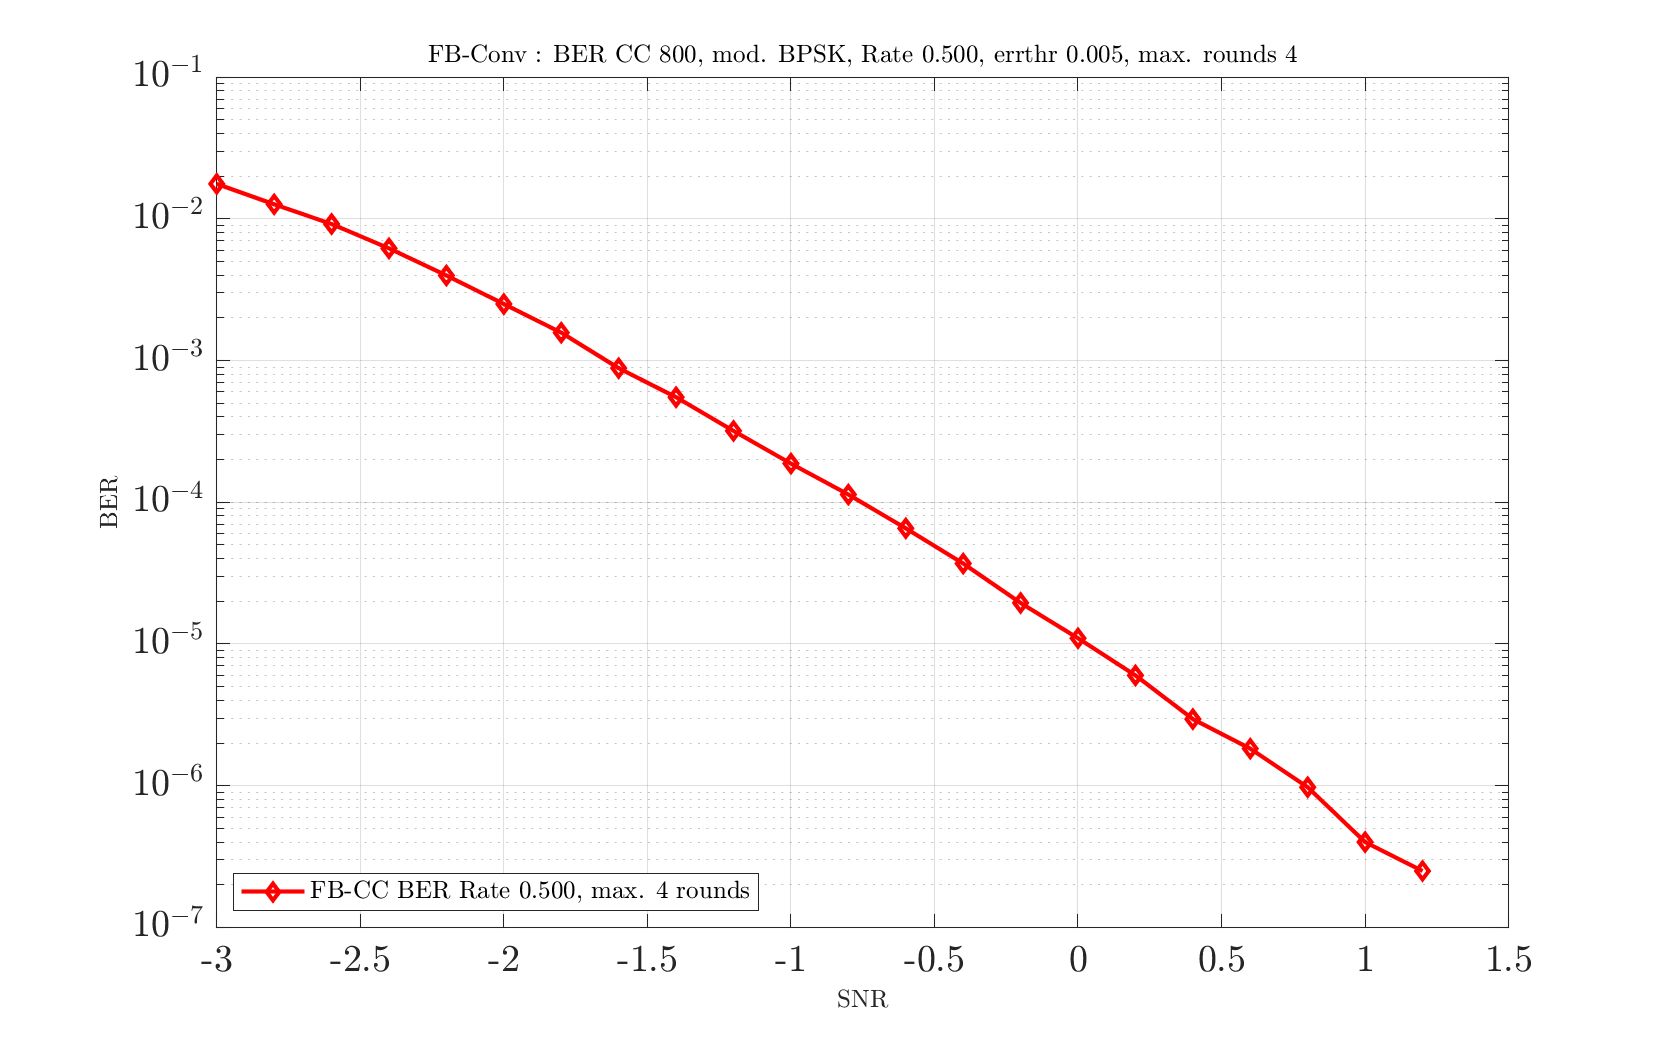 FB-Conv : BER CC 800, mod. BPSK, Rate 0.500, errthr 0.005, max. rounds 4
10^{-1}
10^{-2}
10^{-3}
10^{-4}
BER
10^{-5}
10^{-6}
FB-CC BER Rate 0.500, max. 4 rounds
10^{-7}
-3 -2.5 -2 -1.5 -1 -0.5 0 0.5 1 1.5
SNR